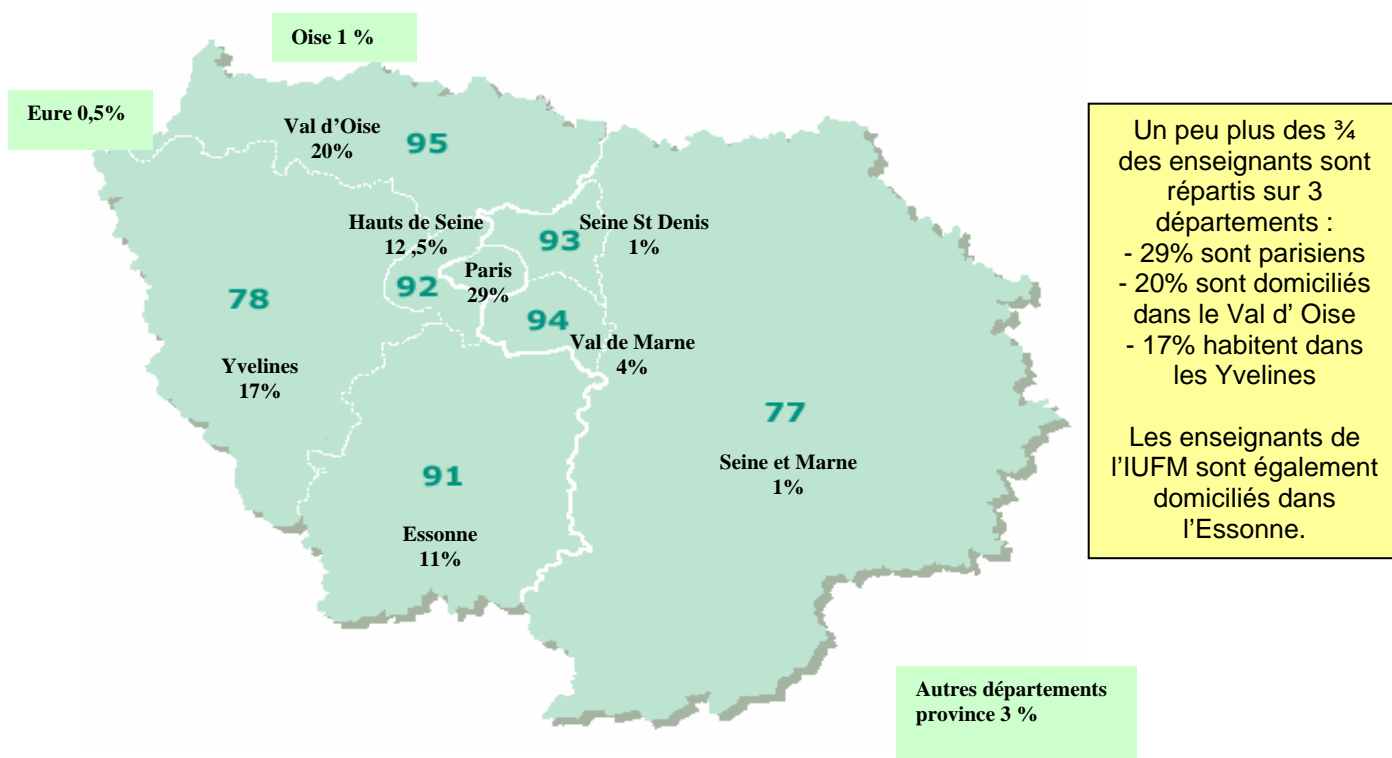 Oise 1 %
Eure 0,5%
Val d'Oise
20%
95
Hauts de Seine
12 ,5%
92
93
Seine St Denis
1%
Paris
29%
78
Yvelines
17%
94
Val de Marne
4%
77
Seine et Marne
1%
91
Essonne
11%
Autres départements
province 3 %
Un peu plus des ¾
des enseignants sont
répartis sur 3
départements :
- 29% sont parisiens
- 20% sont domiciliés
dans le Val d' Oise
- 17% habitent dans
les Yvelines
Les enseignants de
l'IUFM sont également
domiciliés dans
l'Essonne.